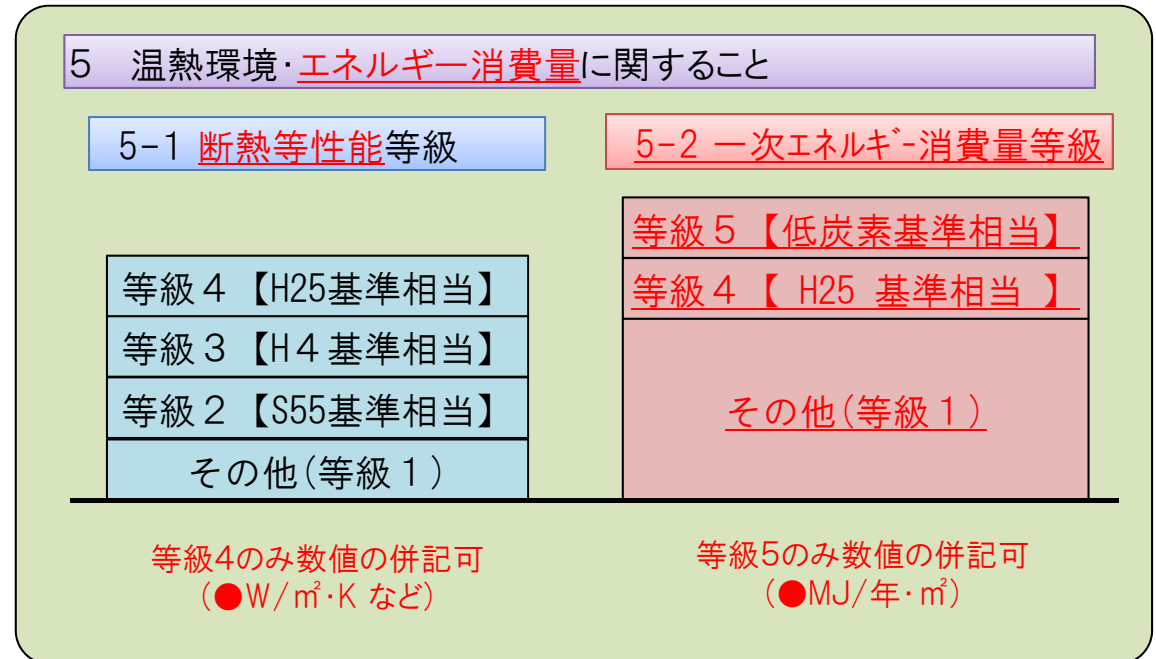 5 温熱環境・エネルギー消費量に関すること
5-1 断熱等性能等級
5-2 一次エネルギー消費量等級
等級4【H25基準相当】
等級3【H4基準相当】
等級2【S55基準相当】
その他(等級1)
等級5【低炭素基準相当】
等級4【 H25 基準相当 】
その他(等級1)
等級4のみ数値の併記可
(●W/㎡・K など)
等級5のみ数値の併記可
(●MJ/年・㎡)